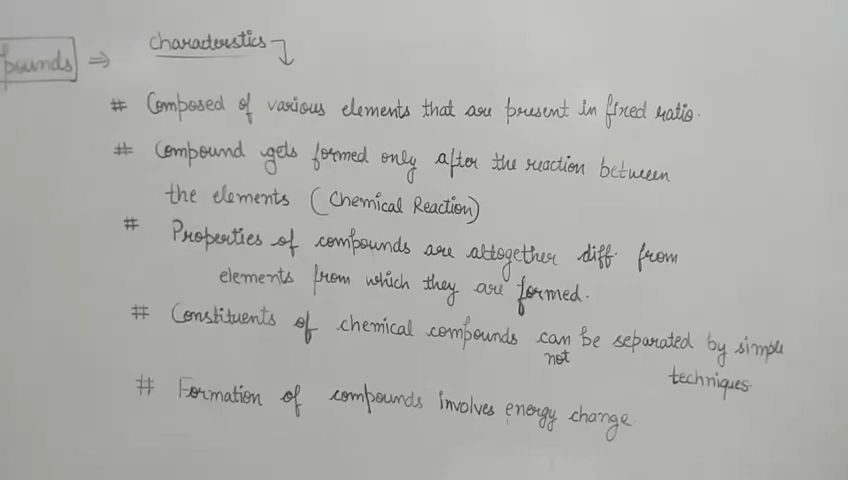 pounds ⇒ Characterstics
# Composed of various elements that are present in fixed ratio.
# Compound gets formed only after the reaction between
the elements (Chemical Reaction)
# Properties of compounds are altogether diff. from
elements from which they are formed.
# Constituents of chemical compounds can be separated by simple
not
techniques.
# Formation of compounds involves energy change.